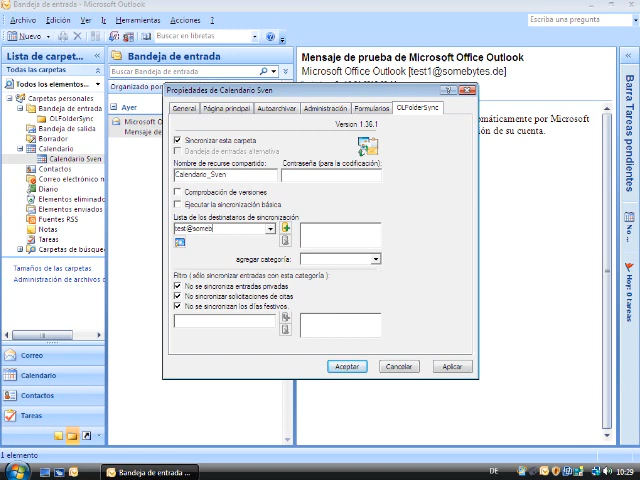 Bandeja de entrada - Microsoft Outlook
Archivo Edición Ver Ir Herramientas Acciones ?
Escriba una pregunta
Nuevo
Buscar en libretas
Lista de carpet...
Todas las carpetas
Todos los elementos...
Carpetas personales
Bandeja de entrada
OLFolderSync
Bandeja de salida
Borrador
Calendario
Calendario Sven
Contactos
Correo electrónico n
Diario
Elementos eliminado
Elementos enviados
Fuentes RSS
Notas
Tareas
Carpetas de búsque
Tamaños de las carpetas
Administración de archivos d
Correo
Calendario
Contactos
Tareas
1 elemento
Bandeja de entrada
Buscar Bandeja de entrada
Organizado po
Ayer
Microsoft O
Mensaje de
Mensaje de prueba de Microsoft Office Outlook
Microsoft Office Outlook [test1@somebytes.de]
omáticamente por Microsoft
ón de su cuenta.
Barra Tareas pendientes
No ...
Hoy: 0 tareas
Propiedades de Calendario Sven
General Página principal Autoarchivar Administración Formularios OLFolderSync
Version 1.36.1
Sincronizar esta carpeta
Bandeja de entradas alternativa
Nombre de recurse compartido: Contraseña (para la codificación):
Calendario_Sven
Comprobación de versiones
Ejecutar la sincronización básica
Lista de los destinatarios de sincronización
test@someb
agregar categoría:
Filtro ( sólo sincronizar entradas con esta categoría ):
No se sincroniza entradas privadas
No sincronizar solicitaciones de citas
No se sincronizan los días festivos.
Aceptar Cancelar Aplicar
Bandeja de entrada ...
DE
10:29